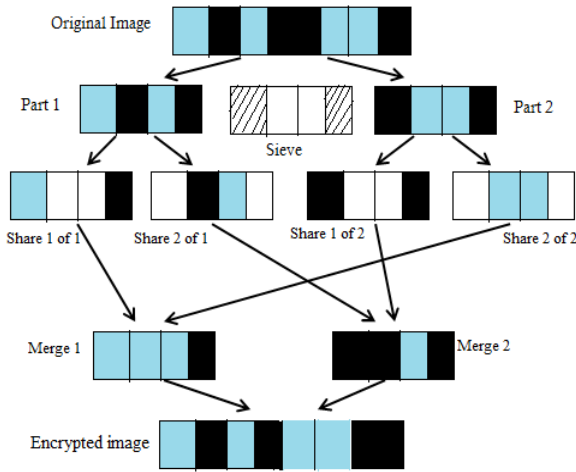 Original Image
Part 1
Part 2
Sieve
Share 1 of 1
Share 2 of 1
Share 1 of 2
Share 2 of 2
Merge 1
Merge 2
Encrypted image